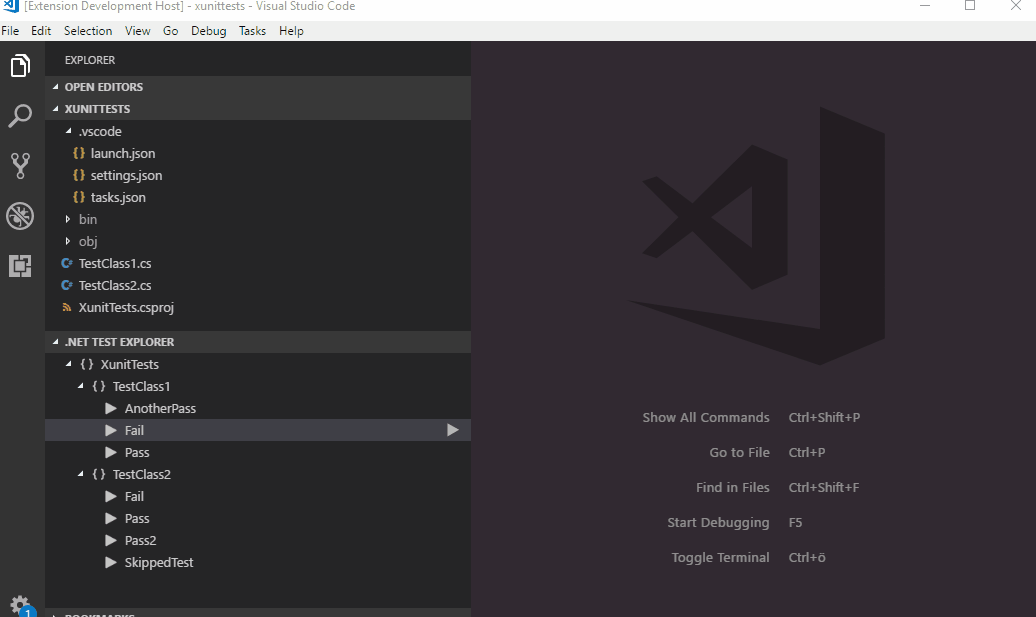 [Extension Development Host] - xunittests - Visual Studio Code
File Edit Selection View Go Debug Tasks Help
EXPLORER
OPEN EDITORS
XUNITTESTS
.vscode
{} launch.json
{} settings.json
{} tasks.json
bin
obj
C# TestClass1.cs
C# TestClass2.cs
XunitTests.csproj
.NET TEST EXPLORER
{} XunitTests
{} TestClass1
AnotherPass
Fail
Pass
{} TestClass2
Fail
Pass
Pass2
SkippedTest
BOOKMARKS
1
Show All Commands Ctrl+Shift+P
Go to File Ctrl+P
Find in Files Ctrl+Shift+F
Start Debugging F5
Toggle Terminal Ctrl+ö